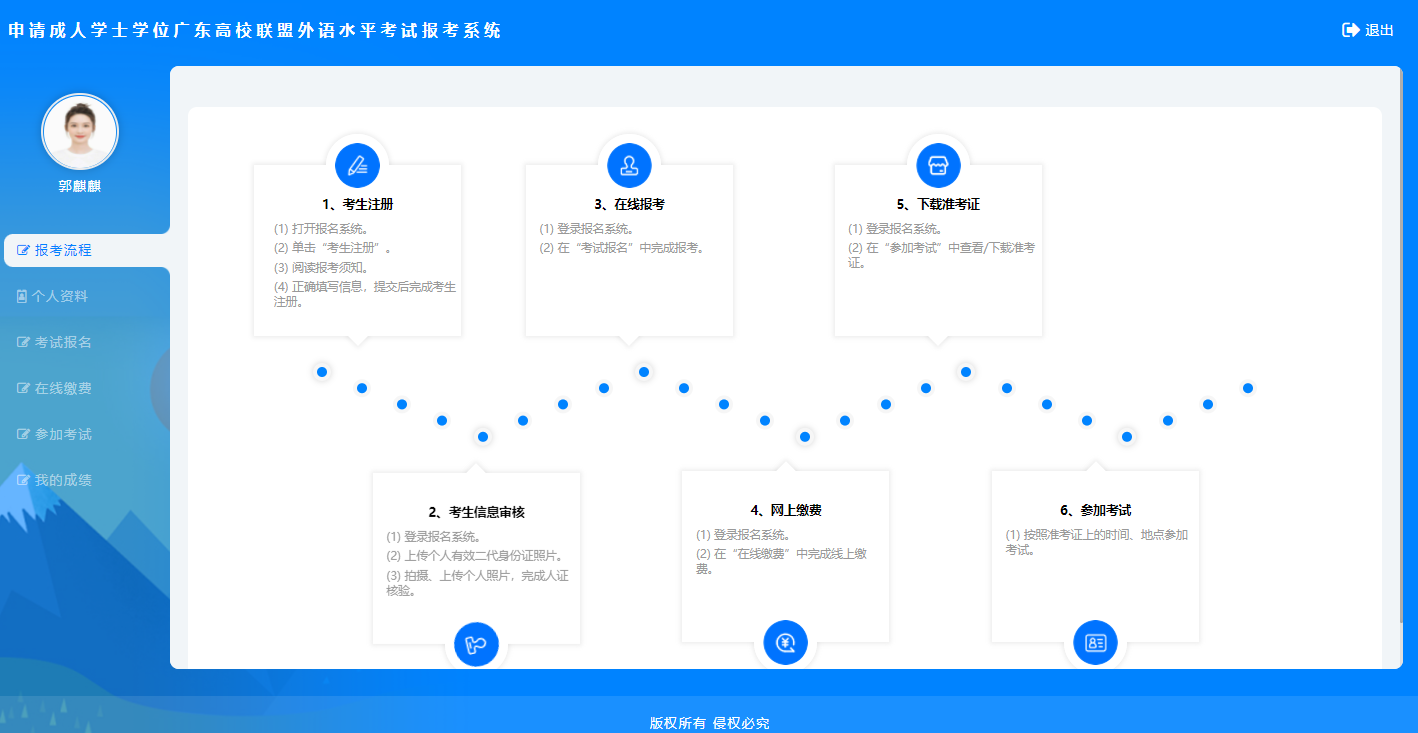 申请成人学士学位广东高校联盟外语水平考试报考系统
退出
郭麒麒
报考流程
个人资料
考试报名
在线缴费
参加考试
我的成绩
1、考生注册
(1) 打开报名系统。
(2) 单击“考生注册”。
(3) 阅读报考须知。
(4) 正确填写信息，提交后完成考生
注册。
3、在线报考
(1) 登录报名系统。
(2) 在“考试报名”中完成报考。
5、下载准考证
(1) 登录报名系统。
(2) 在“参加考试”中查看/下载准考
证。
2、考生信息审核
(1) 登录报名系统。
(2) 上传个人有效二代身份证照片。
(3) 拍摄、上传个人照片，完成人证
核验。
4、网上缴费
(1) 登录报名系统。
(2) 在“在线缴费”中完成线上缴
费。
6、参加考试
(1) 按照准考证上的时间、地点参加
考试。
版权所有 侵权必究